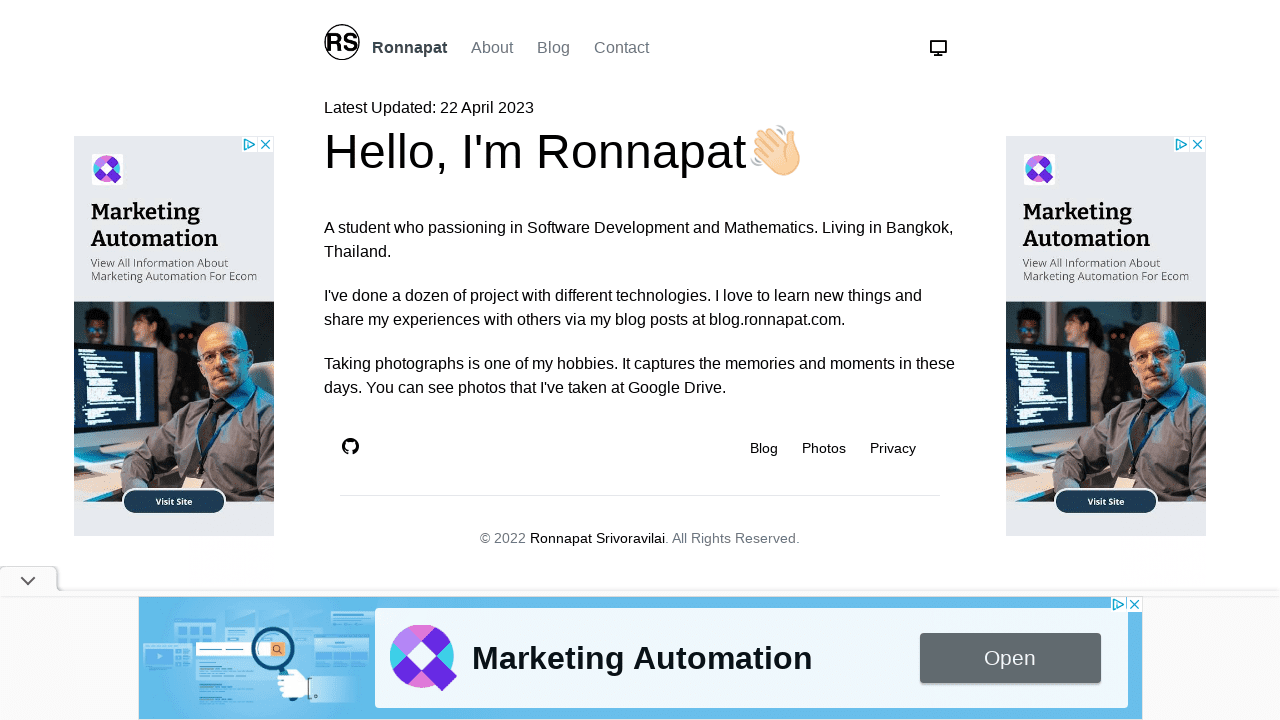 RS Ronnapat About Blog Contact
Latest Updated: 22 April 2023
Hello, I'm Ronnapat👋🏻
A student who passioning in Software Development and Mathematics. Living in Bangkok,
Thailand.
I've done a dozen of project with different technologies. I love to learn new things and
share my experiences with others via my blog posts at blog.ronnapat.com.
Taking photographs is one of my hobbies. It captures the memories and moments in these
days. You can see photos that I've taken at Google Drive.
Blog Photos Privacy
© 2022 Ronnapat Srivoravilai. All Rights Reserved.
Marketing
Automation
View All Information About
Marketing Automation For Ecom
Visit Site
Marketing
Automation
View All Information About
Marketing Automation For Ecom
Visit Site
Marketing Automation
Open